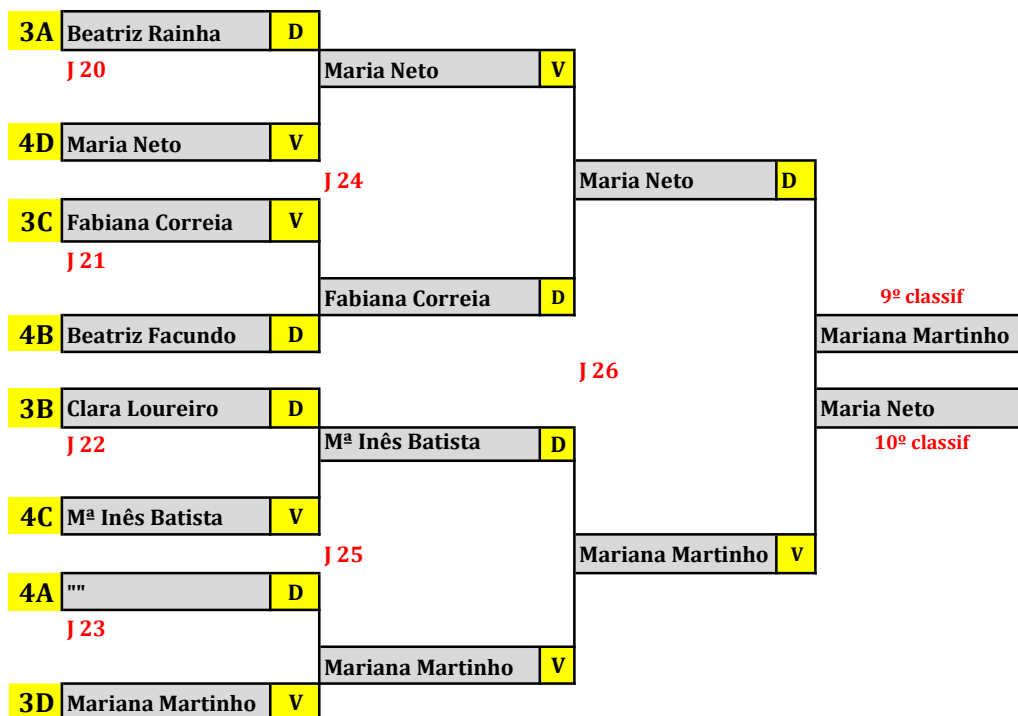 3A Beatriz Rainha D
J 20
Maria Neto V
4D Maria Neto V
J 24
Maria Neto D
3C Fabiana Correia V
J 21
Fabiana Correia D
9º classif
4B Beatriz Facundo D
Mariana Martinho
J 26
3B Clara Loureiro D
Maria Neto
J 22
Mª Inês Batista D
10º classif
4C Mª Inês Batista V
J 25
Mariana Martinho V
4A "" D
J 23
Mariana Martinho V
3D Mariana Martinho V